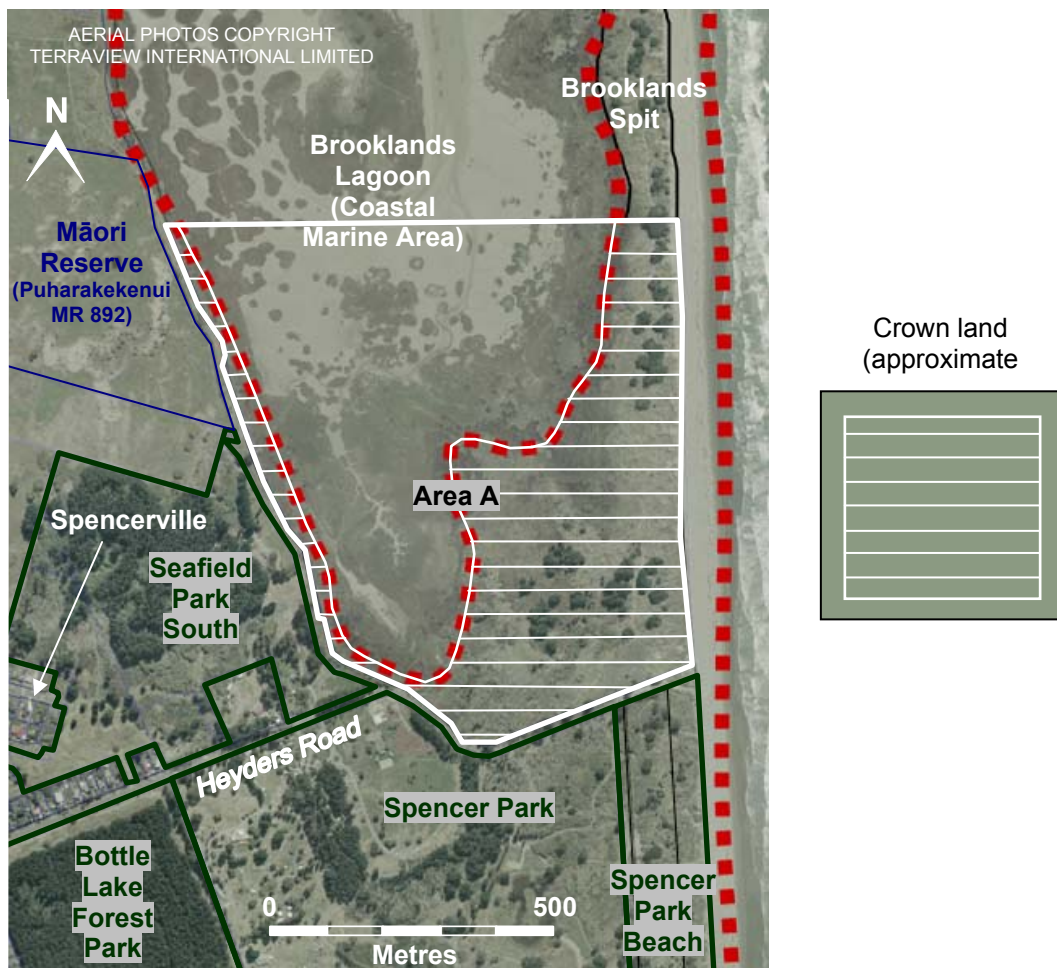 AERIAL PHOTOS COPYRIGHT
TERRAVIEW INTERNATIONAL LIMITED
N
Brooklands
Spit
Brooklands
Lagoon
(Coastal
Marine Area)
Māori
Reserve
(Puharakekenui
MR 892)
Crown land
(approximate
Area A
Spencerville
Seafield
Park
South
Heyders Road
Spencer Park
Bottle
Lake
Forest
Park
Spencer
Park
Beach
0
500
Metres